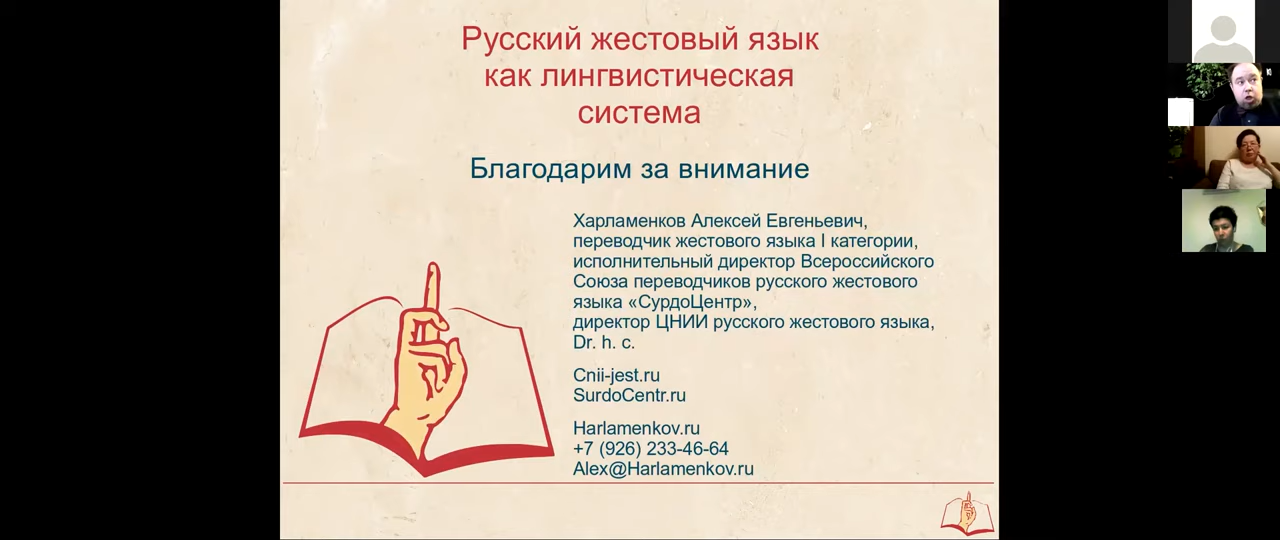 Русский жестовый язык
как лингвистическая
система
Благодарим за внимание
Харламенков Алексей Евгеньевич,
переводчик жестового языка I категории,
исполнительный директор Всероссийского
Союза переводчиков русского жестового
языка «СурдоЦентр»,
директор ЦНИИ русского жестового языка,
Dr. h. c.
Cnii-jest.ru
SurdoCentr.ru
Harlamenkov.ru
+7 (926) 233-46-64
Alex@Harlamenkov.ru